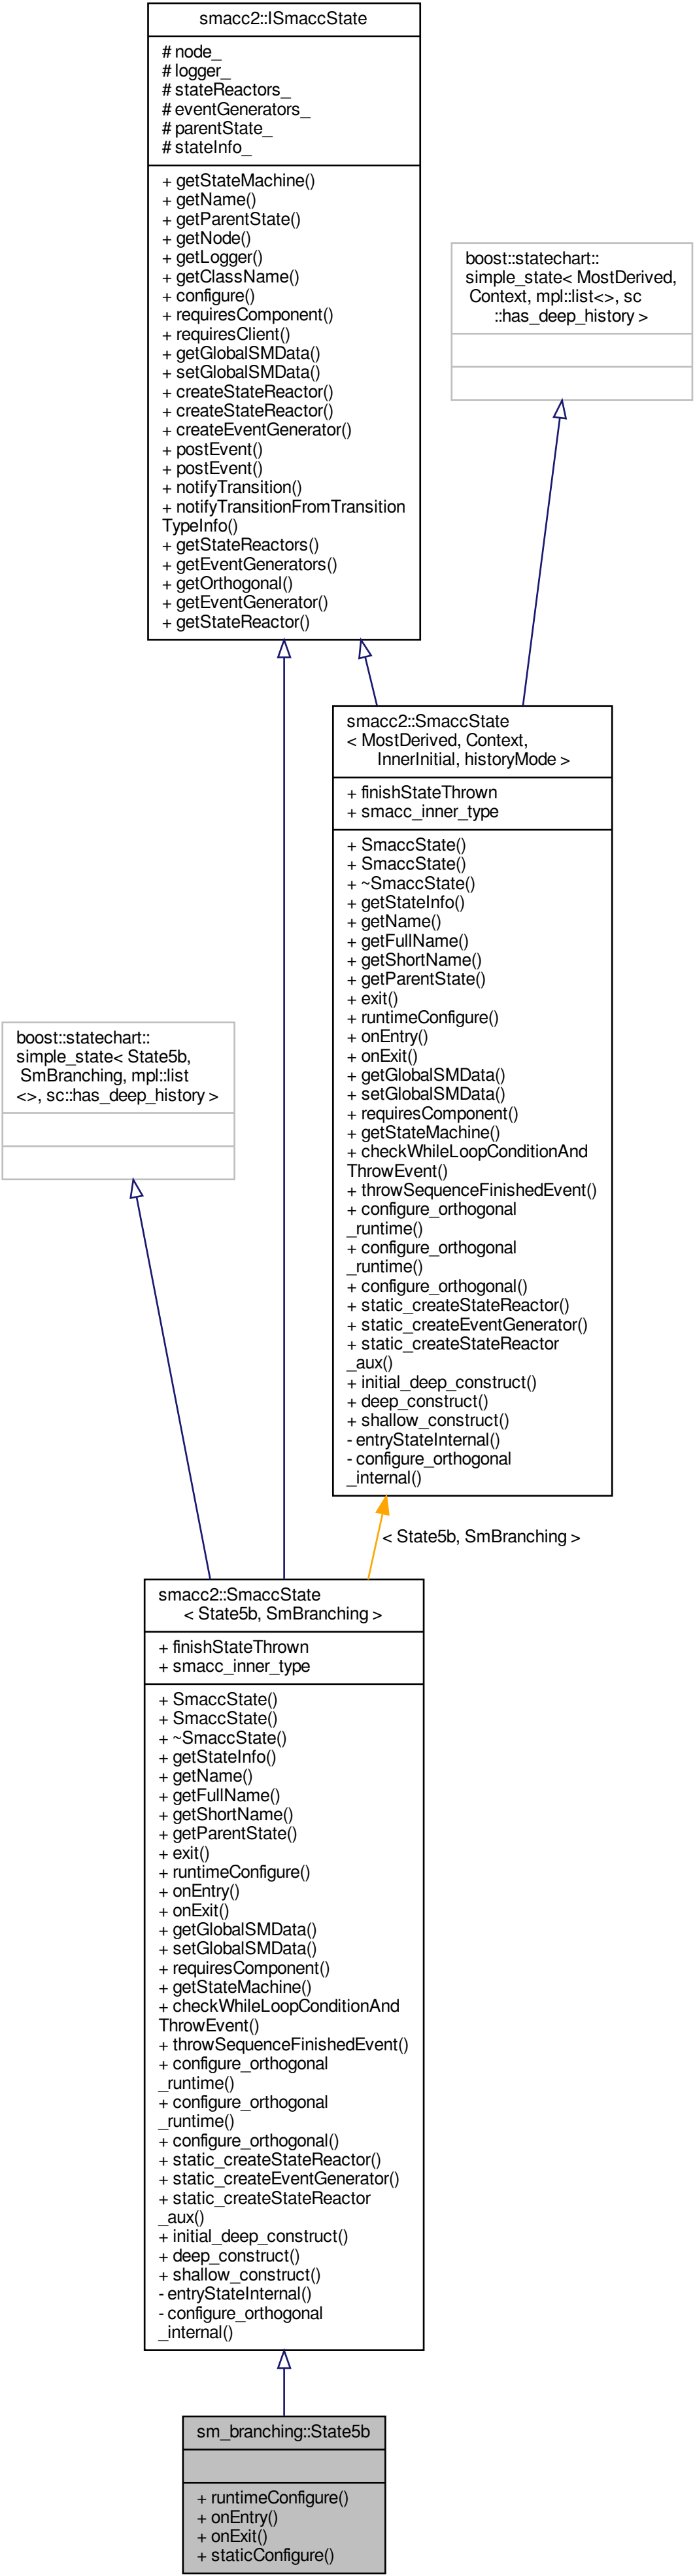 smacc2::ISmaccState
# node_
# logger_
# stateReactors_
# eventGenerators_
# parentState_
# stateInfo_
+ getStateMachine()
+ getName()
+ getParentState()
+ getNode()
+ getLogger()
+ getClassName()
+ configure()
+ requiresComponent()
+ requiresClient()
+ getGlobalSMData()
+ setGlobalSMData()
+ createStateReactor()
+ createStateReactor()
+ createEventGenerator()
+ postEvent()
+ postEvent()
+ notifyTransition()
+ notifyTransitionFromTransition
TypeInfo()
+ getStateReactors()
+ getEventGenerators()
+ getOrthogonal()
+ getEventGenerator()
+ getStateReactor()
boost::statechart::
simple_state< MostDerived,
Context, mpl::list<>, sc
::has_deep_history >
smacc2::SmaccState
< MostDerived, Context,
InnerInitial, historyMode >
+ finishStateThrown
+ smacc_inner_type
+ SmaccState()
+ SmaccState()
+ ~SmaccState()
+ getStateInfo()
+ getName()
+ getFullName()
+ getShortName()
+ getParentState()
+ exit()
+ runtimeConfigure()
+ onEntry()
+ onExit()
+ getGlobalSMData()
+ setGlobalSMData()
+ requiresComponent()
+ getStateMachine()
+ checkWhileLoopConditionAnd
ThrowEvent()
+ throwSequenceFinishedEvent()
+ configure_orthogonal
_runtime()
+ configure_orthogonal
_runtime()
+ configure_orthogonal()
+ static_createStateReactor()
+ static_createEventGenerator()
+ static_createStateReactor
_aux()
+ initial_deep_construct()
+ deep_construct()
+ shallow_construct()
- entryStateInternal()
- configure_orthogonal
_internal()
boost::statechart::
simple_state< State5b,
SmBranching, mpl::list
<>, sc::has_deep_history >
< State5b, SmBranching >
smacc2::SmaccState
< State5b, SmBranching >
+ finishStateThrown
+ smacc_inner_type
+ SmaccState()
+ SmaccState()
+ ~SmaccState()
+ getStateInfo()
+ getName()
+ getFullName()
+ getShortName()
+ getParentState()
+ exit()
+ runtimeConfigure()
+ onEntry()
+ onExit()
+ getGlobalSMData()
+ setGlobalSMData()
+ requiresComponent()
+ getStateMachine()
+ checkWhileLoopConditionAnd
ThrowEvent()
+ throwSequenceFinishedEvent()
+ configure_orthogonal
_runtime()
+ configure_orthogonal
_runtime()
+ configure_orthogonal()
+ static_createStateReactor()
+ static_createEventGenerator()
+ static_createStateReactor
_aux()
+ initial_deep_construct()
+ deep_construct()
+ shallow_construct()
- entryStateInternal()
- configure_orthogonal
_internal()
sm_branching::State5b
+ runtimeConfigure()
+ onEntry()
+ onExit()
+ staticConfigure()